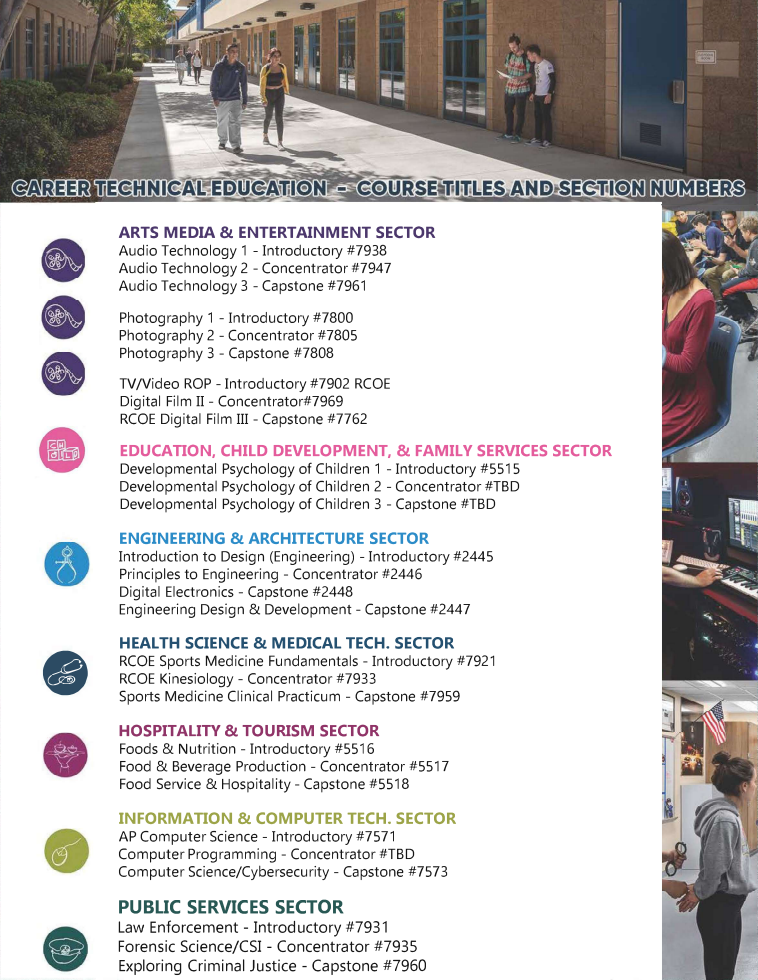 CAREER TECHNICAL EDUCATION - COURSE TITLES AND SECTION NUMBERS
ARTS MEDIA & ENTERTAINMENT SECTOR
Audio Technology 1 - Introductory #7938
Audio Technology 2 - Concentrator #7947
Audio Technology 3 - Capstone #7961
Photography 1 - Introductory #7800
Photography 2 - Concentrator #7805
Photography 3 - Capstone #7808
TV/Video ROP - Introductory #7902 RCOE
Digital Film II - Concentrator#7969
RCOE Digital Film III - Capstone #7762
EDUCATION, CHILD DEVELOPMENT, & FAMILY SERVICES SECTOR
Developmental Psychology of Children 1 - Introductory #5515
Developmental Psychology of Children 2 - Concentrator #TBD
Developmental Psychology of Children 3 - Capstone #TBD
ENGINEERING & ARCHITECTURE SECTOR
Introduction to Design (Engineering) - Introductory #2445
Principles to Engineering - Concentrator #2446
Digital Electronics - Capstone #2448
Engineering Design & Development - Capstone #2447
HEALTH SCIENCE & MEDICAL TECH. SECTOR
RCOE Sports Medicine Fundamentals - Introductory #7921
RCOE Kinesiology - Concentrator #7933
Sports Medicine Clinical Practicum - Capstone #7959
HOSPITALITY & TOURISM SECTOR
Foods & Nutrition - Introductory #5516
Food & Beverage Production - Concentrator #5517
Food Service & Hospitality - Capstone #5518
INFORMATION & COMPUTER TECH. SECTOR
AP Computer Science - Introductory #7571
Computer Programming - Concentrator #TBD
Computer Science/Cybersecurity - Capstone #7573
PUBLIC SERVICES SECTOR
Law Enforcement - Introductory #7931
Forensic Science/CSI - Concentrator #7935
Exploring Criminal Justice - Capstone #7960